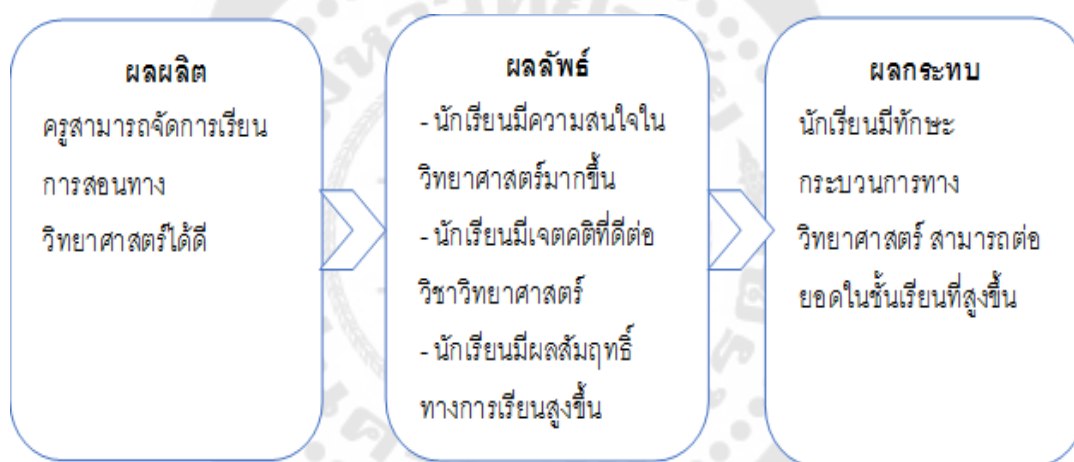 ผลผลิต
ครูสามารถจัดการเรียน
การสอนทาง
วิทยาศาสตร์ได้ดี
ผลลัพธ์
- นักเรียนมีความสนใจใน
วิทยาศาสตร์มากขึ้น
- นักเรียนมีเจตคติที่ดีต่อ
วิชาวิทยาศาสตร์
- นักเรียนมีผลสัมฤทธิ์
ทางการเรียนสูงขึ้น
ผลกระทบ
นักเรียนมีทักษะ
กระบวนการทาง
วิทยาศาสตร์ สามารถต่อ
ยอดในชั้นเรียนที่สูงขึ้น